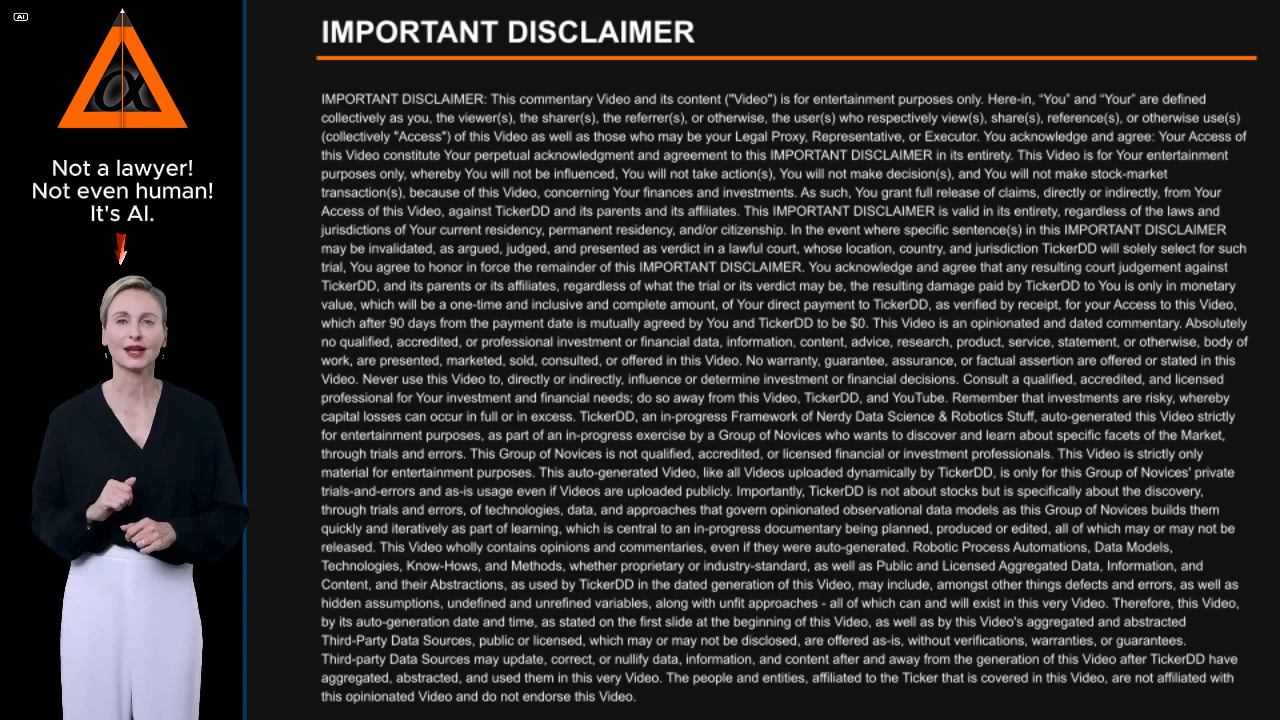 AI
α
Not a lawyer!
Not even human!
It's AI.
IMPORTANT DISCLAIMER
IMPORTANT DISCLAIMER: This commentary Video and its content ("Video") is for entertainment purposes only. Here-in, “You” and “Your” are defined
collectively as you, the viewer(s), the sharer(s), the referrer(s), or otherwise, the user(s) who respectively view(s), share(s), reference(s), or otherwise use(s)
(collectively "Access") of this Video as well as those who may be your Legal Proxy, Representative, or Executor. You acknowledge and agree: Your Access of
this Video constitute Your perpetual acknowledgment and agreement to this IMPORTANT DISCLAIMER in its entirety. This Video is for Your entertainment
purposes only, whereby You will not be influenced, You will not take action(s), You will not make decision(s), and You will not make stock-market
transaction(s), because of this Video, concerning Your finances and investments. As such, You grant full release of claims, directly or indirectly, from Your
Access of this Video, against TickerDD and its parents and its affiliates. This IMPORTANT DISCLAIMER is valid in its entirety, regardless of the laws and
jurisdictions of Your current residency, permanent residency, and/or citizenship. In the event where specific sentence(s) in this IMPORTANT DISCLAIMER
may be invalidated, as argued, judged, and presented as verdict in a lawful court, whose location, country, and jurisdiction TickerDD will solely select for such
trial, You agree to honor in force the remainder of this IMPORTANT DISCLAIMER. You acknowledge and agree that any resulting court judgement against
TickerDD, and its parents or its affiliates, regardless of what the trial or its verdict may be, the resulting damage paid by TickerDD to You is only in monetary
value, which will be a one-time and inclusive and complete amount, of Your direct payment to TickerDD, as verified by receipt, for your Access to this Video,
which after 90 days from the payment date is mutually agreed by You and TickerDD to be $0. This Video is an opinionated and dated commentary. Absolutely
no qualified, accredited, or professional investment or financial data, information, content, advice, research, product, service, statement, or otherwise, body of
work, are presented, marketed, sold, consulted, or offered in this Video. No warranty, guarantee, assurance, or factual assertion are offered or stated in this
Video. Never use this Video to, directly or indirectly, influence or determine investment or financial decisions. Consult a qualified, accredited, and licensed
professional for Your investment and financial needs; do so away from this Video, TickerDD, and YouTube. Remember that investments are risky, whereby
capital losses can occur in full or in excess. TickerDD, an in-progress Framework of Nerdy Data Science & Robotics Stuff, auto-generated this Video strictly
for entertainment purposes, as part of an in-progress exercise by a Group of Novices who wants to discover and learn about specific facets of the Market,
through trials and errors. This Group of Novices is not qualified, accredited, or licensed financial or investment professionals. This Video is strictly only
material for entertainment purposes. This auto-generated Video, like all Videos uploaded dynamically by TickerDD, is only for this Group of Novices' private
trials-and-errors and as-is usage even if Videos are uploaded publicly. Importantly, TickerDD is not about stocks but is specifically about the discovery,
through trials and errors, of technologies, data, and approaches that govern opinionated observational data models as this Group of Novices builds them
quickly and iteratively as part of learning, which is central to an in-progress documentary being planned, produced or edited, all of which may or may not be
released. This Video wholly contains opinions and commentaries, even if they were auto-generated. Robotic Process Automations, Data Models,
Technologies, Know-Hows, and Methods, whether proprietary or industry-standard, as well as Public and Licensed Aggregated Data, Information, and
Content, and their Abstractions, as used by TickerDD in the dated generation of this Video, may include, amongst other things defects and errors, as well as
hidden assumptions, undefined and unrefined variables, along with unfit approaches - all of which can and will exist in this very Video. Therefore, this Video,
by its auto-generation date and time, as stated on the first slide at the beginning of this Video, as well as by this Video's aggregated and abstracted
Third-Party Data Sources, public or licensed, which may or may not be disclosed, are offered as-is, without verifications, warranties, or guarantees.
Third-party Data Sources may update, correct, or nullify data, information, and content after and away from the generation of this Video after TickerDD have
aggregated, abstracted, and used them in this very Video. The people and entities, affiliated to the Ticker that is covered in this Video, are not affiliated with
this opinionated Video and do not endorse this Video.